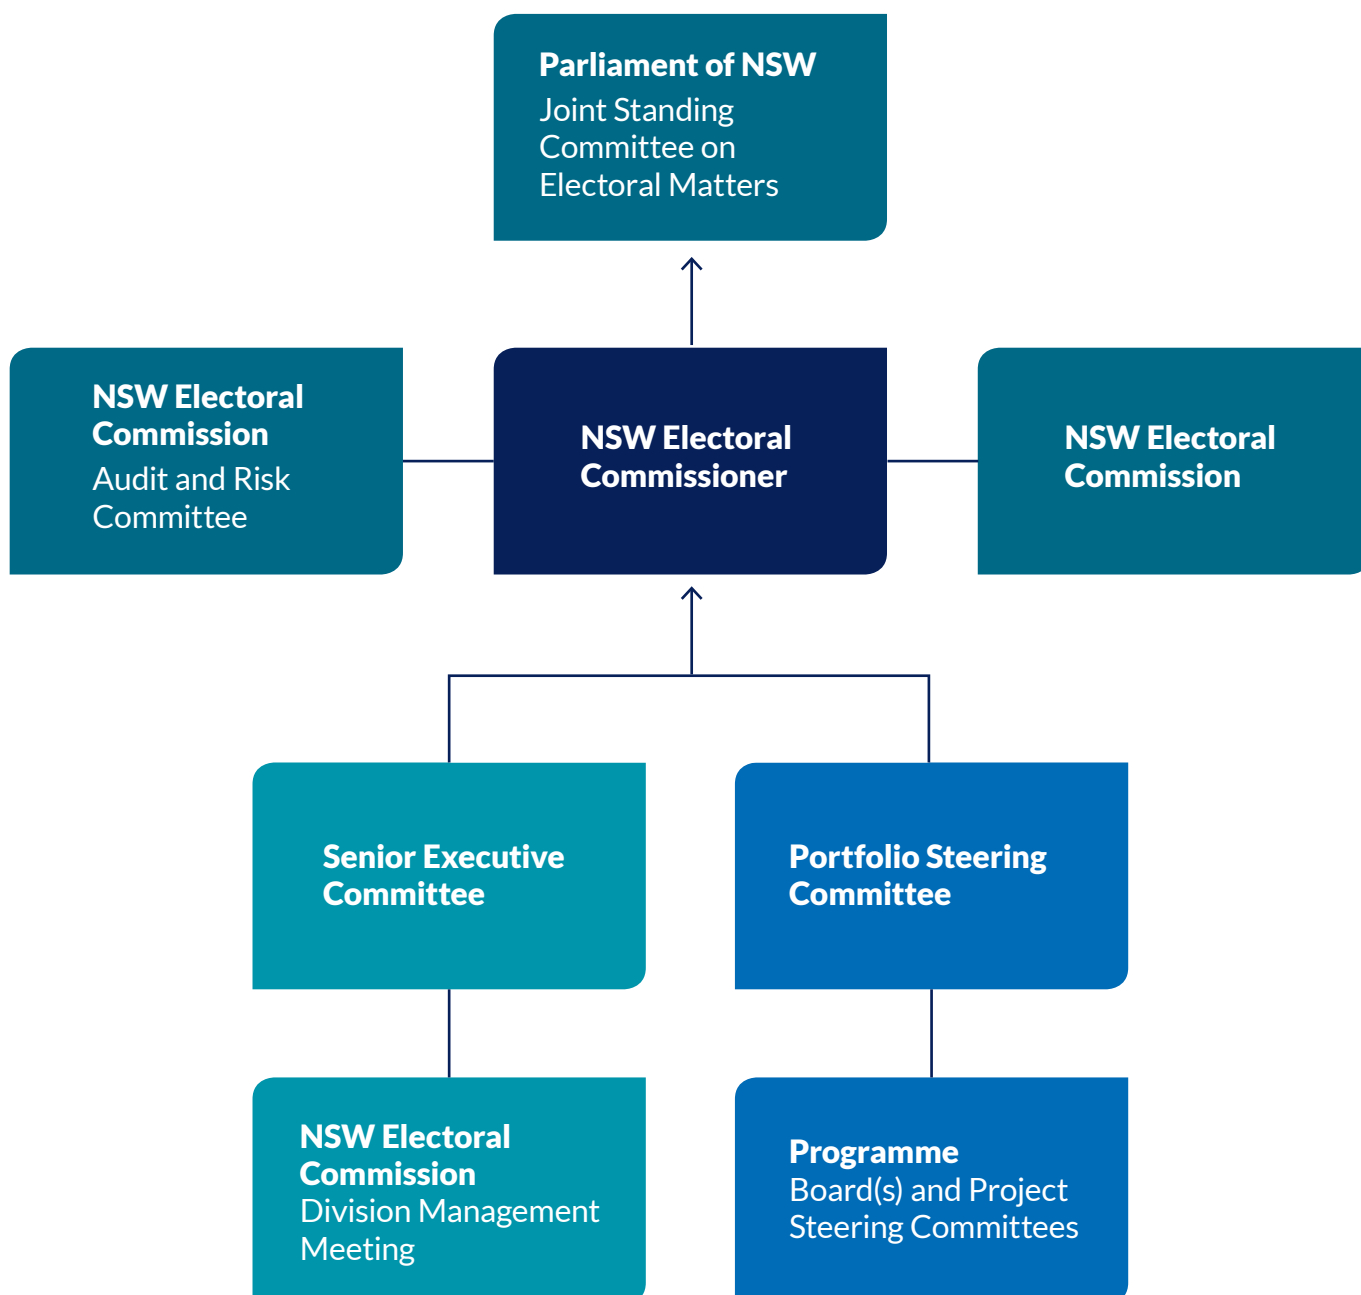 Parliament of NSW
Joint Standing
Committee on
Electoral Matters
NSW Electoral
Commission
Audit and Risk
Committee
NSW Electoral
Commissioner
NSW Electoral
Commission
Senior Executive
Committee
Portfolio Steering
Committee
NSW Electoral
Commission
Division Management
Meeting
Programme
Board(s) and Project
Steering Committees